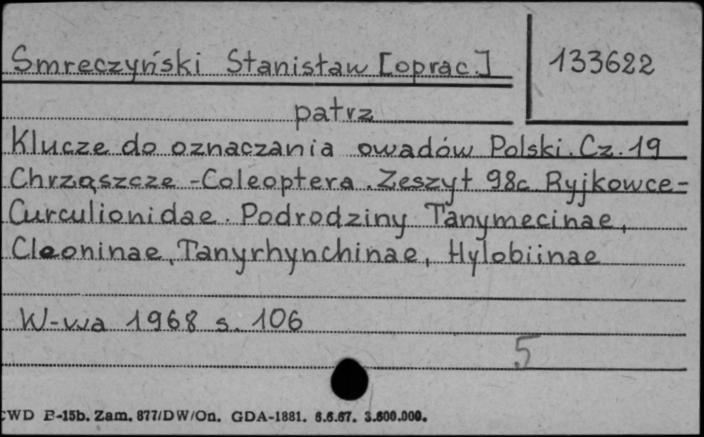 Smreczyński Stanisław [oprac.] 133622
patrz
Klucze do oznaczania owadów Polski. Cz. 19
Chrząszcze - Coleoptera. Zeszyt 98c Ryjkowce -
Curculionidae. Podrodziny Tanymecinae,
Cleoninae, Tanyrhynchinae, Hylobiinae
W-wa 1968 s. 106
5
CWD B-15b. Zam. 877/DW/On. GDA-1881. 6.6.67. 3.600.000.